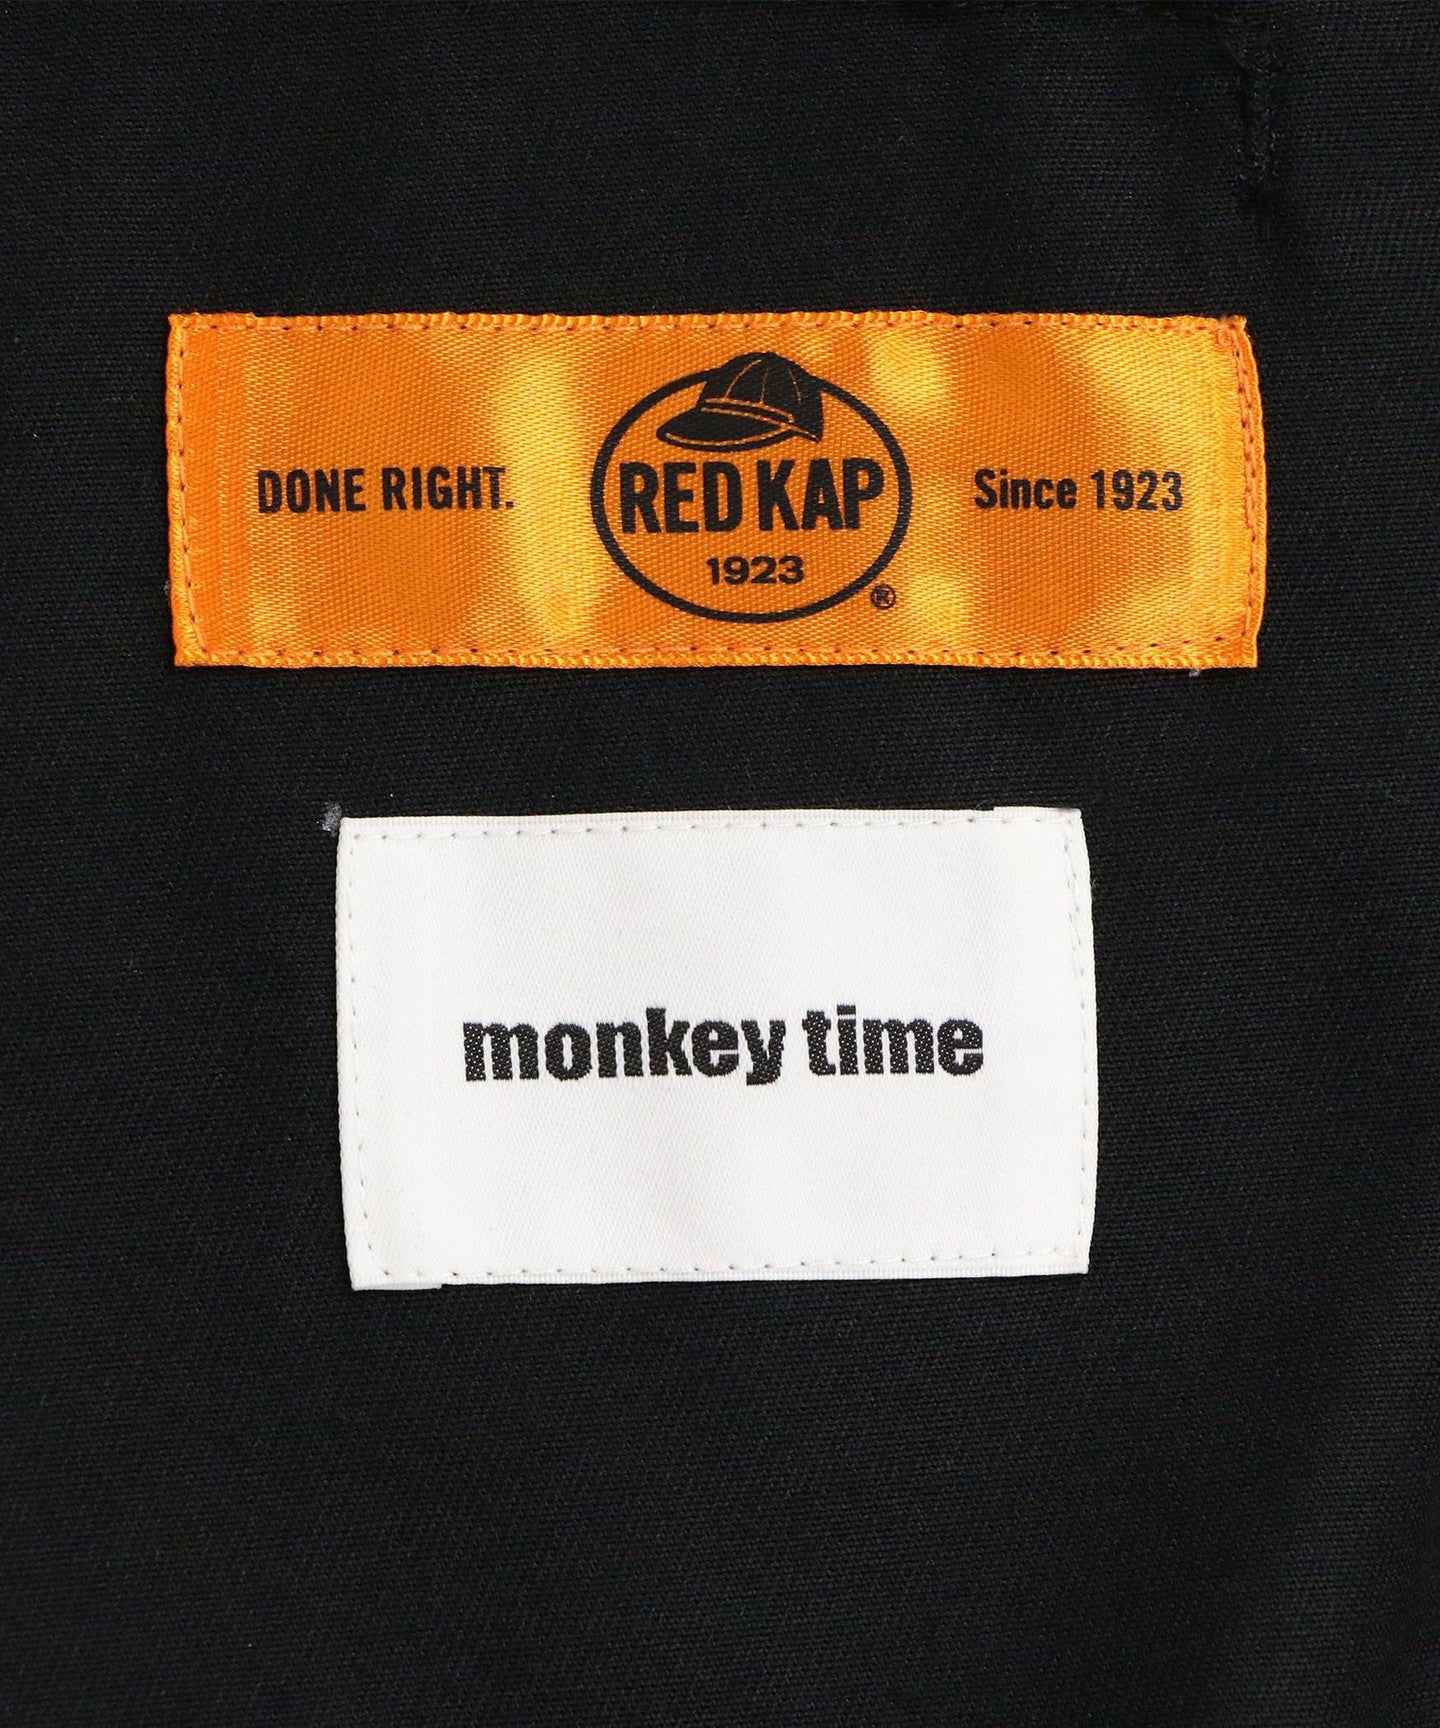 DONE RIGHT.
RED KAP
1923
®
Since 1923
monkey time